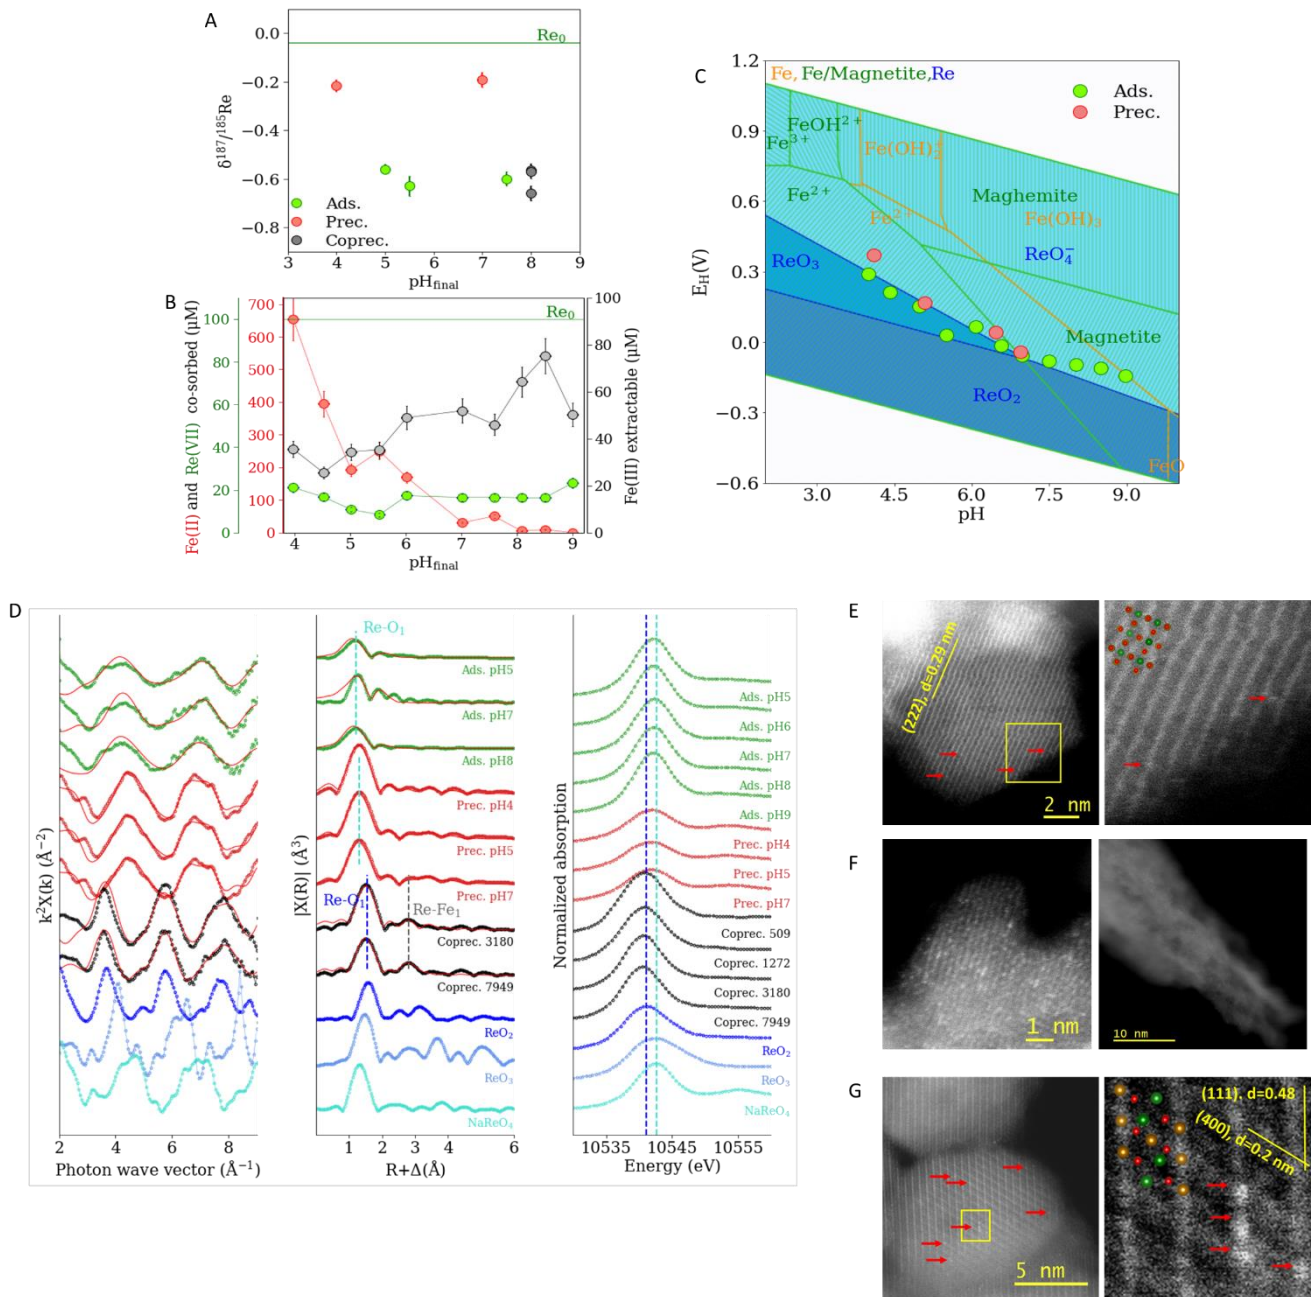 A
0.0
−0.2
−0.4
−0.6
−0.8
δ187/185Re
Re0
Ads.
Prec.
Coprec.
3 4 5 6 7 8 9
pHfinal
B
Fe(II) and Re(VII) co-sorbed (μM)
100
80
60
40
20
0
700
600
500
400
300
200
100
0
Re0
100
80
60
40
20
0
Fe(III) extractable (μM)
4 5 6 7 8 9
pHfinal
C
1.2
0.9
0.6
0.3
0.0
−0.3
−0.6
EH(V)
Fe, Fe/Magnetite, Re
Ads.
Prec.
Fe3+
FeOH2+
Fe(OH)2+
Fe2+
Fe2+
Maghemite
Fe(OH)3
ReO4−
ReO3
Magnetite
ReO2
FeO
3.0 4.5 6.0 7.5 9.0
pH
D
k2X(k) (Å−2)
2 4 6 8
Photon wave vector (Å−1)
|X(R)| (Å3)
Re-O1
Ads. pH5
Ads. pH7
Ads. pH8
Prec. pH4
Prec. pH5
Prec. pH7
Re-O1
Re-Fe1
Coprec. 3180
Coprec. 7949
ReO2
ReO3
NaReO4
1 2 3 4 5 6
R+Δ(Å)
Normalized absorption
Ads. pH5
Ads. pH6
Ads. pH7
Ads. pH8
Ads. pH9
Prec. pH4
Prec. pH5
Prec. pH7
Coprec. 509
Coprec. 1272
Coprec. 3180
Coprec. 7949
ReO2
ReO3
NaReO4
10535 10545 10555
Energy (eV)
E
(222), d=0.29 nm
2 nm
F
1 nm
10 nm
G
5 nm
(111), d=0.48
(400), d=0.2 nm